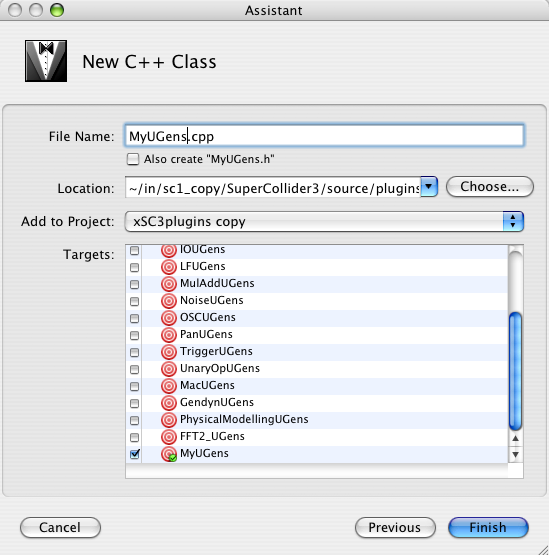 Assistant
New C++ Class
File Name: MyUGens.cpp
Also create "MyUGens.h"
Location: ~/in/sc1_copy/SuperCollider3/source/plugins Choose...
Add to Project: xSC3plugins copy
Targets: IOUGens
LFUGens
MulAddUGens
NoiseUGens
OSCUGens
PanUGens
TriggerUGens
UnaryOpUGens
MacUGens
GendynUGens
PhysicalModellingUGens
FFT2_UGens
MyUGens
Cancel Previous Finish